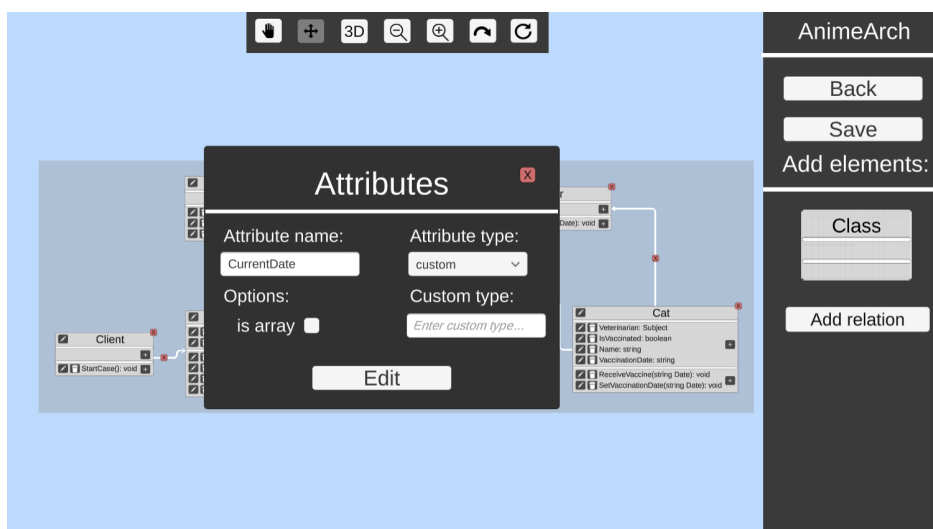 3D
AnimeArch
Back
Save
Add elements:
Class
Add relation
Attributes
X
Attribute name:
Attribute type:
CurrentDate
custom
Options:
Custom type:
is array
Enter custom type...
Edit
Client
StartCase(): void
r
Date): void
Cat
Veterinarian: Subject
IsVaccinated: boolean
Name: string
VaccinationDate: string
ReceiveVaccine(string Date): void
SetVaccinationDate(string Date): void